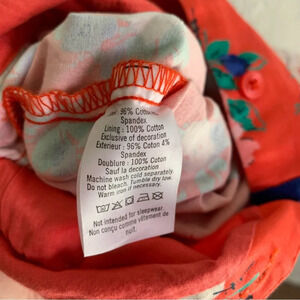 96% Cotton
Spandex
Lining : 100% Cotton
Exclusive of decoration
Exterieur : 96% Coton 4%
Spandex
Doublure : 100% Coton
Sauf la décoration
Machine wash cold separately.
Do not bleach. Tumble dry low.
Warm iron if necessary.
Not intended for sleepwear.
Non conçu comme vêtement de
nuit.